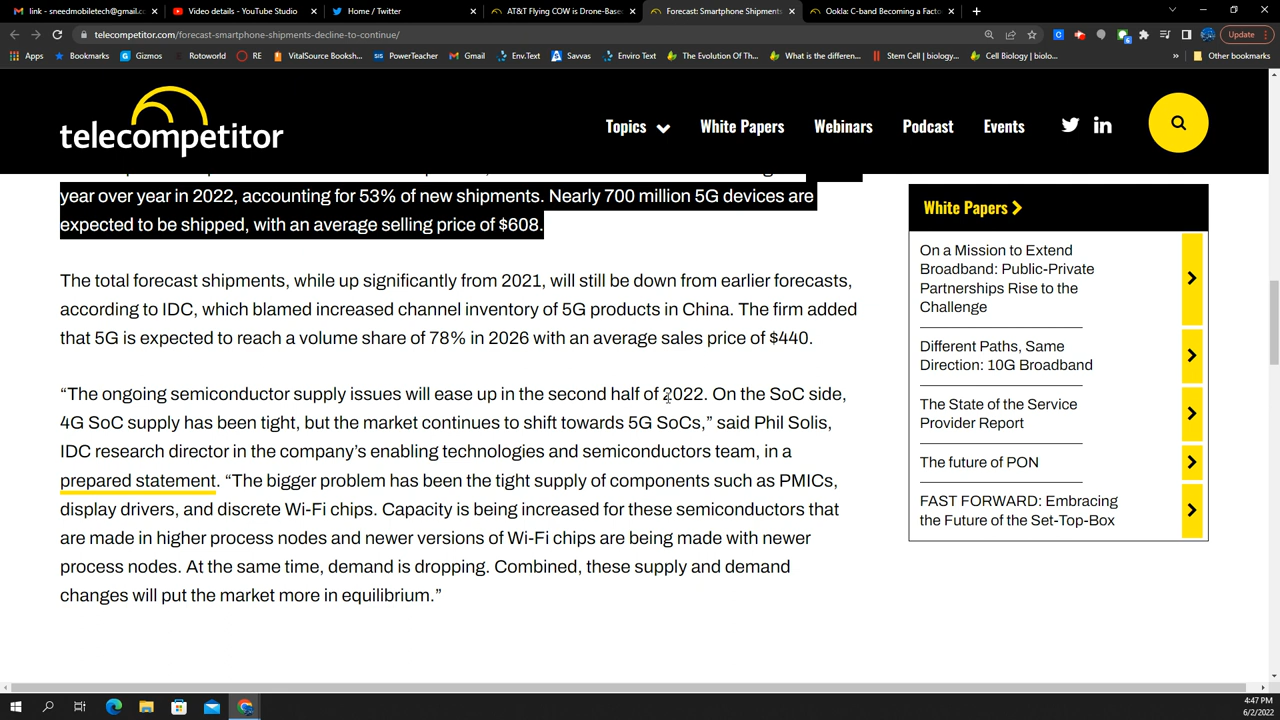 link - sneedmobiletech@gmail.c
Video details - YouTube Studio
Home / Twitter
AT&T Flying COW is Drone-Base
Forecast: Smartphone Shipments
Ookla: C-band Becoming a Facto
telecompetitor.com/forecast-smartphone-shipments-decline-to-continue/
Update
Apps
Bookmarks
Gizmos
Rotoworld
RE
VitalSource Booksh...
SIS PowerTeacher
Gmail
Env.Text
Savvas
Enviro Text
The Evolution Of Th...
What is the differen...
Stem Cell | biology...
Cell Biology | biolo...
»
Other bookmarks
telecompetitor
Topics
White Papers
Webinars
Podcast
Events
year over year in 2022, accounting for 53% of new shipments. Nearly 700 million 5G devices are
expected to be shipped, with an average selling price of $608.
The total forecast shipments, while up significantly from 2021, will still be down from earlier forecasts,
according to IDC, which blamed increased channel inventory of 5G products in China. The firm added
that 5G is expected to reach a volume share of 78% in 2026 with an average sales price of $440.
“The ongoing semiconductor supply issues will ease up in the second half of 2022. On the SoC side,
4G SoC supply has been tight, but the market continues to shift towards 5G SoCs,” said Phil Solis,
IDC research director in the company’s enabling technologies and semiconductors team, in a
prepared statement. “The bigger problem has been the tight supply of components such as PMICs,
display drivers, and discrete Wi-Fi chips. Capacity is being increased for these semiconductors that
are made in higher process nodes and newer versions of Wi-Fi chips are being made with newer
process nodes. At the same time, demand is dropping. Combined, these supply and demand
changes will put the market more in equilibrium.”
White Papers
On a Mission to Extend
Broadband: Public-Private
Partnerships Rise to the
Challenge
Different Paths, Same
Direction: 10G Broadband
The State of the Service
Provider Report
The future of PON
FAST FORWARD: Embracing
the Future of the Set-Top-Box
4:47 PM
6/2/2022